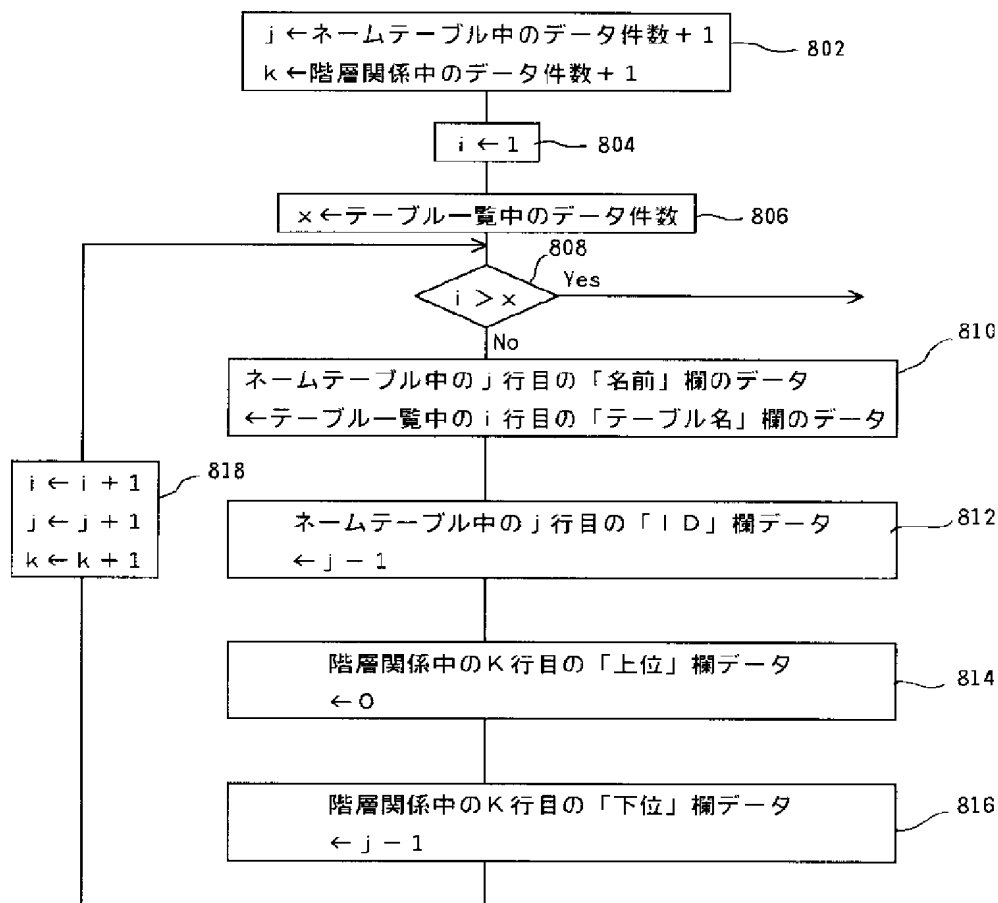 j←ネームテーブル中のデータ件数+1
k←階層関係中のデータ件数+1
802
i←1
804
x←テーブル一覧中のデータ件数
806
808
i>x
Yes
No
810
ネームテーブル中のj行目の「名前」欄のデータ
←テーブル一覧中のi行目の「テーブル名」欄のデータ
818
i←i+1
j←j+1
k←k+1
ネームテーブル中のj行目の「ID」欄データ
←j-1
812
階層関係中のK行目の「上位」欄データ
←0
814
階層関係中のK行目の「下位」欄データ
←j-1
816